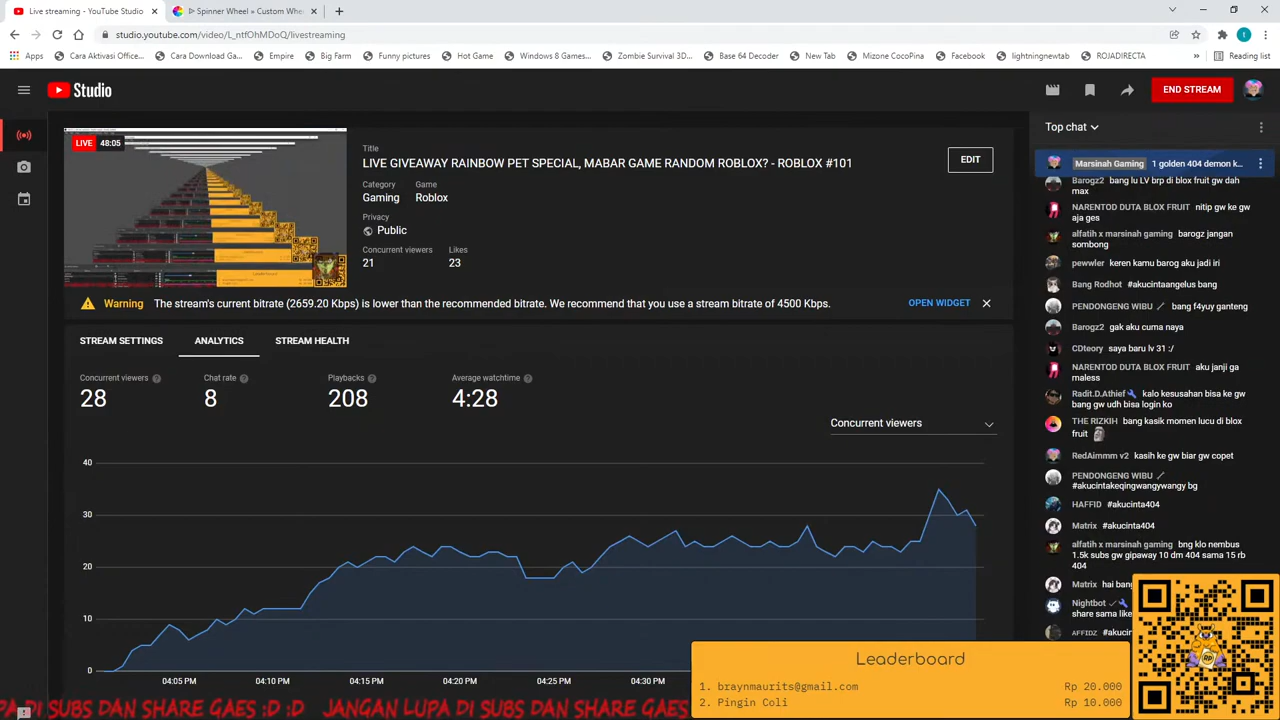 Live streaming - YouTube Studio
Spinner Wheel » Custom Whe
studio.youtube.com/video/L_ntfOhMDoQ/livestreaming
Cara Aktivasi Office...
Cara Download Ga...
Empire
Big Farm
Funny pictures
Hot Game
Windows 8 Games...
Zombie Survival 3D...
Base 64 Decoder
New Tab
Mizone CocoPina
Facebook
lightningnewtab
ROJADIRECTA
»
Reading list
Studio
END STREAM
LIVE 48:05
Title
LIVE GIVEAWAY RAINBOW PET SPECIAL, MABAR GAME RANDOM ROBLOX? - ROBLOX #101
EDIT
Category Game
Gaming Roblox
Privacy
Public
Concurrent viewers Likes
21 23
Warning The stream's current bitrate (2659.20 Kbps) is lower than the recommended bitrate. We recommend that you use a stream bitrate of 4500 Kbps.
OPEN WIDGET
STREAM SETTINGS ANALYTICS STREAM HEALTH
Concurrent viewers Chat rate Playbacks Average watchtime
28 8 208 4:28
Concurrent viewers
40
30
20
10
0
04:05 PM 04:10 PM 04:15 PM 04:20 PM 04:25 PM 04:30 PM
Top chat
Marsinah Gaming 1 golden 404 demon k...
Barogz2 bang lu LV brp di blox fruit gw dah
max
NARENTOD DUTA BLOX FRUIT nitip gw ke gw
aja ges
alfatih x marsinah gaming barogz jangan
sombong
pewwler keren kamu barog aku jadi iri
Bang Rodhot #akucintaangelus bang
PENDONGENG WIBU bang f4yuy ganteng
Barogz2 gak aku cuma naya
CDteory saya baru lv 31 :/
NARENTOD DUTA BLOX FRUIT aku janji ga
maless
Radit.D.Athief kalo kesusahan bisa ke gw
bang gw udh bisa login ko
THE RIZKIH bang kasik momen lucu di blox
fruit
RedAimmm v2 kasih ke gw biar gw copet
PENDONGENG WIBU
#akucintakeqingwangywangy bg
HAFFID #akucinta404
Matrix #akucinta404
alfatih x marsinah gaming bng klo nembus
1.5k subs gw gipaway 10 dm 404 sama 15 rb
404
Matrix hai bang
Nightbot
share sama like
AFFIDZ #aku
Leaderboard
1. braynmaurits@gmail.com Rp 20.000
2. Pingin Coli Rp 10.000
RP
PADI SUBS AN SHARE GAES :D :D